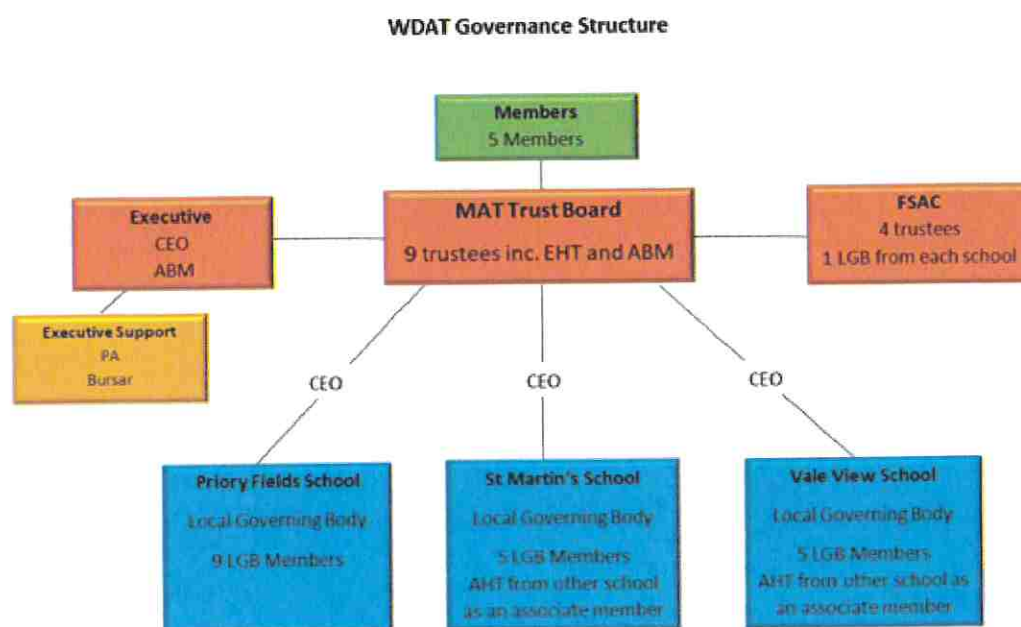 WDAT Governance Structure
Members
5 Members
Executive
CEO
ABM
MAT Trust Board
9 trustees inc. EHT and ABM
FSAC
4 trustees
1 LGB from each school
Executive Support
PA
Bursar
CEO
CEO
CEO
Priory Fields School
Local Governing Body
9 LGB Members
St Martin's School
Local Governing Body
5 LGB Members
AHT from other school
as an associate member
Vale View School
Local Governing Body
5 LGB Members
AHT from other school as
an associate member